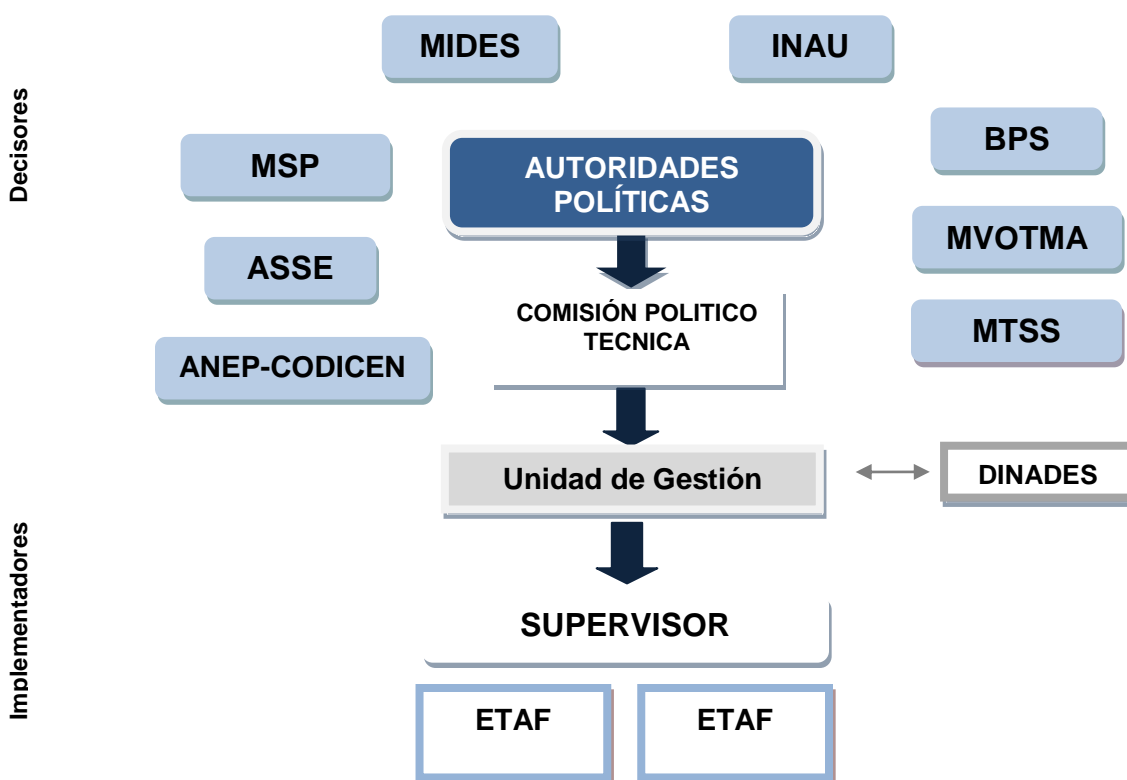 MIDES
INAU
Decisores
MSP
AUTORIDADES
POLÍTICAS
BPS
ASSE
MVOTMA
COMISIÓN POLITICO
TECNICA
MTSS
ANEP-CODICEN
Unidad de Gestión
DINADES
Implementadores
SUPERVISOR
ETAF
ETAF